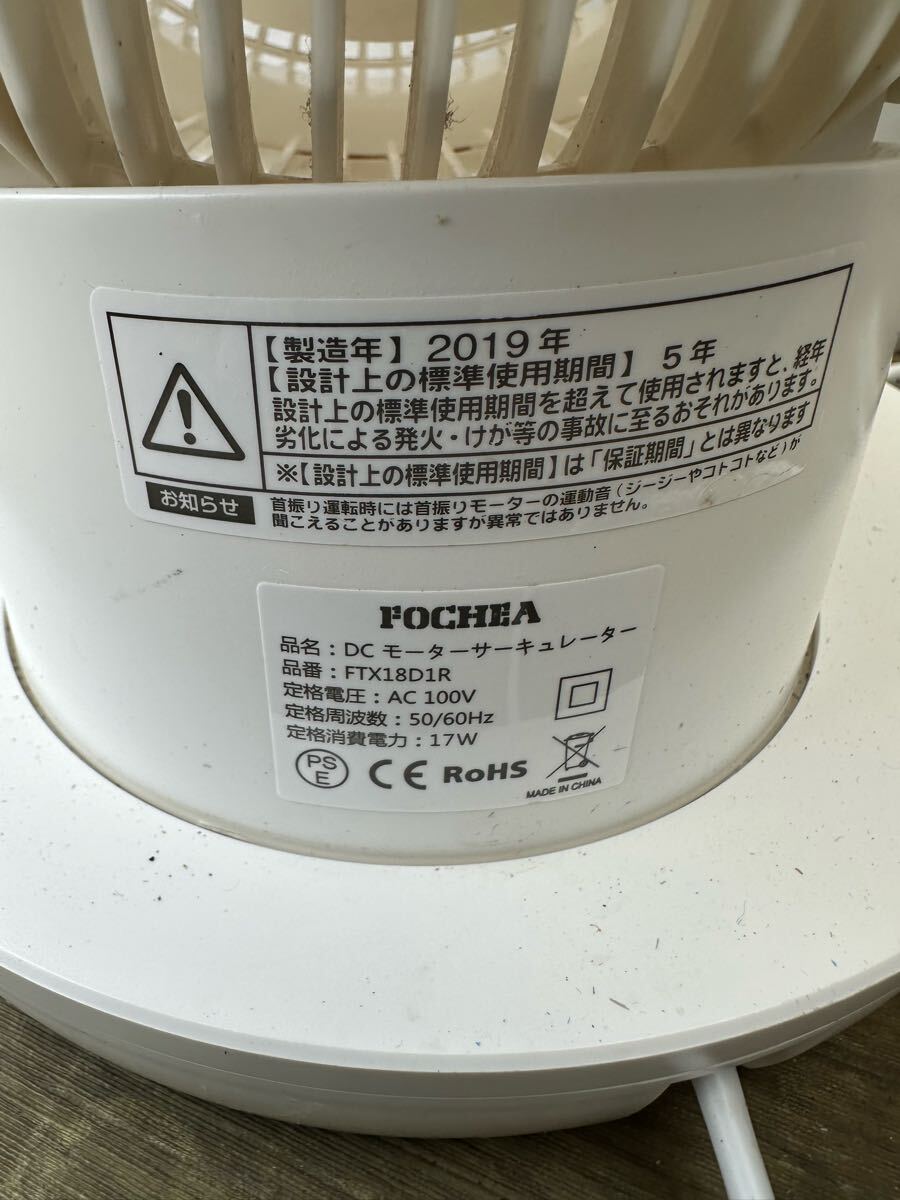 【製造年】 2019年
【設計上の標準使用期間】 5年
設計上の標準使用期間を超えて使用されますと、経年
劣化による発火・けが等の事故に至るおそれがあります。
※【設計上の標準使用期間】は「保証期間」とは異なります
お知らせ
首振り運転時には首振りモーターの運動音(ジージーやコトコトなど)が
聞こえることがありますが異常ではありません。
FOCHEA
品名:DC モーターサーキュレーター
品番:FTX18D1R
定格電圧:AC 100V
定格周波数:50/60Hz
定格消費電力:17W
PS
E
CE RoHS
MADE IN CHINA